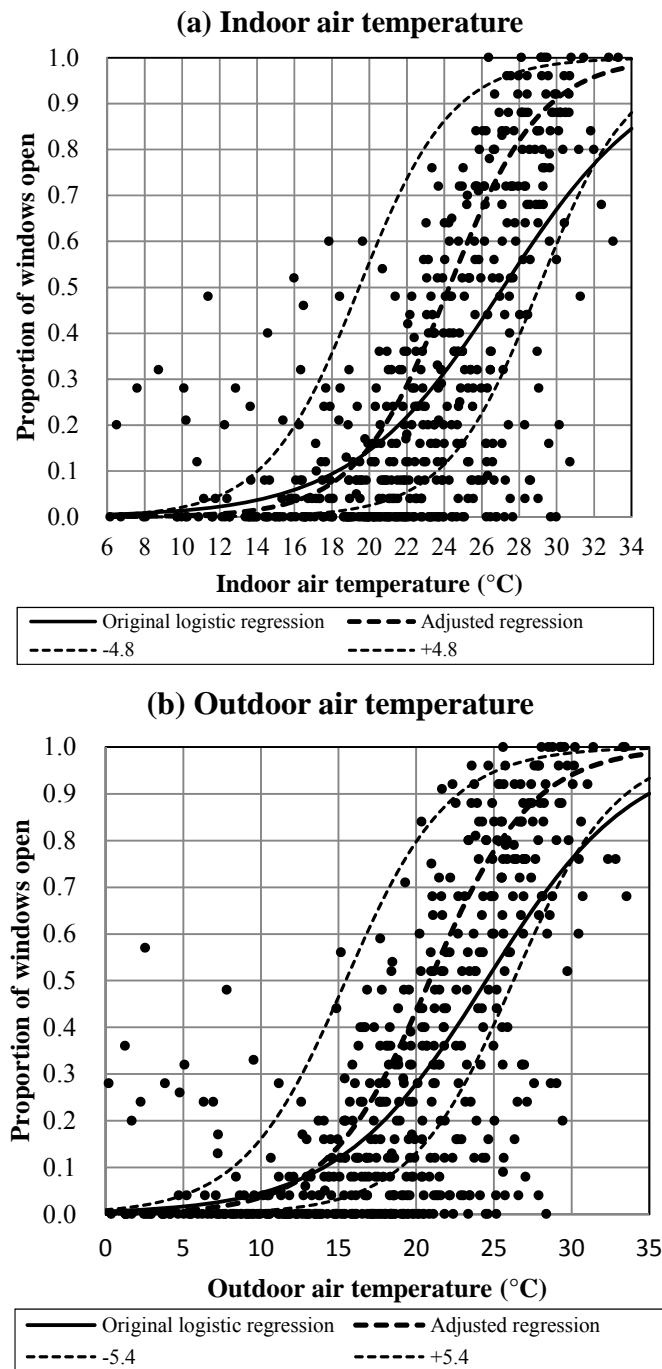 (a) Indoor air temperature
Proportion of windows open
1.0
0.9
0.8
0.7
0.6
0.5
0.4
0.3
0.2
0.1
0.0
6 8 10 12 14 16 18 20 22 24 26 28 30 32 34
Indoor air temperature (°C)
Original logistic regression Adjusted regression
-4.8 +4.8
(b) Outdoor air temperature
Proportion of windows open
1.0
0.9
0.8
0.7
0.6
0.5
0.4
0.3
0.2
0.1
0.0
0 5 10 15 20 25 30 35
Outdoor air temperature (°C)
Original logistic regression Adjusted regression
-5.4 +5.4